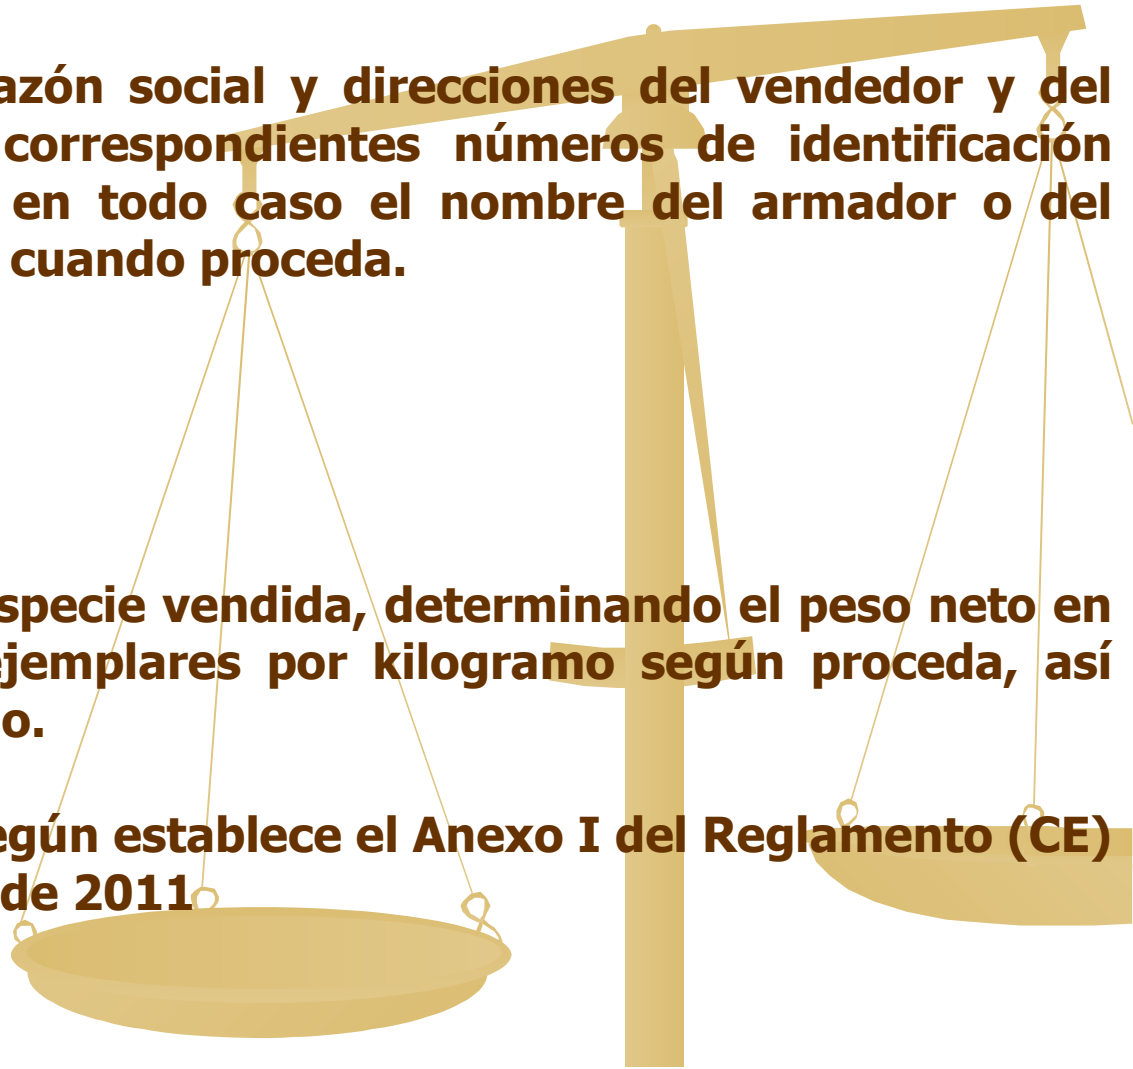 azón social y direcciones del vendedor y del
correspondientes números de identificación
en todo caso el nombre del armador o del
cuando proceda.
specie vendida, determinando el peso neto en
ejemplares por kilogramo según proceda, así
o.
egún establece el Anexo I del Reglamento (CE)
de 2011